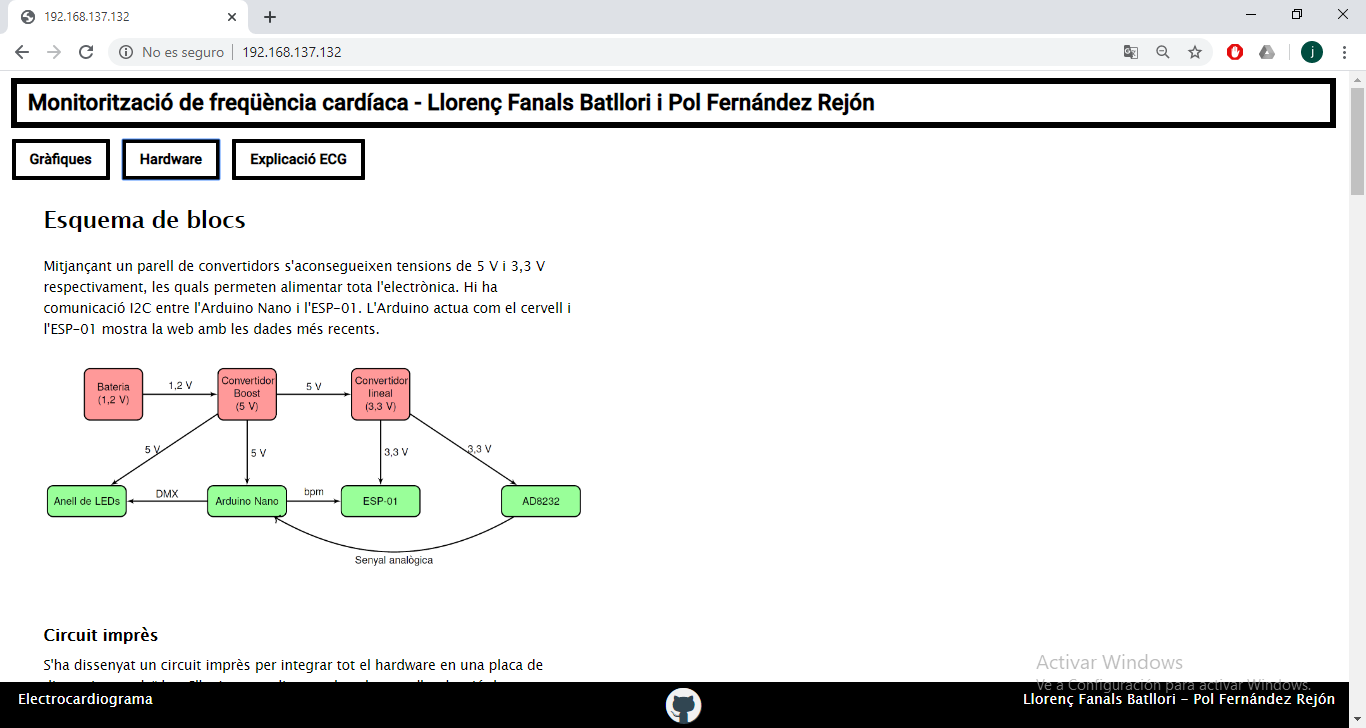 192.168.137.132
No es seguro
192.168.137.132
j
Monitorització de freqüència cardíaca - Llorenç Fanals Batllori i Pol Fernández Rejón
Gràfiques
Hardware
Explicació ECG
Esquema de blocs
Mitjançant un parell de convertidors s'aconsegueixen tensions de 5 V i 3,3 V
respectivament, les quals permeten alimentar tota l'electrònica. Hi ha
comunicació I2C entre l'Arduino Nano i l'ESP-01. L'Arduino actua com el cervell i
l'ESP-01 mostra la web amb les dades més recents.
Bateria
(1,2 V)
1,2 V
Convertidor
Boost
(5 V)
5 V
Convertidor
lineal
(3,3 V)
5 V
5 V
3,3 V
3,3 V
Anell de LEDs
DMX
Arduino Nano
bpm
ESP-01
AD8232
Senyal analògica
Circuit imprès
S'ha dissenyat un circuit imprès per integrar tot el hardware en una placa de
Activar Windows
Ve a Configuración para activar Windows.
Electrocardiograma
Llorenç Fanals Batllori - Pol Fernández Rejón